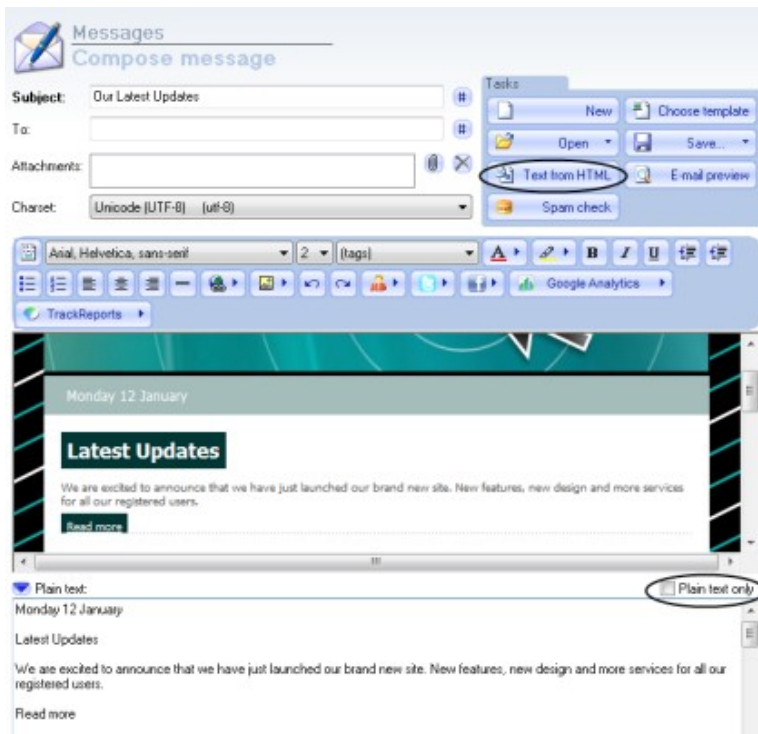 Messages
Compose message
Subject: Our Latest Updates #
To: #
Attachments:
Charset: Unicode (UTF-8) (utf-8)
Tasks
New Choose template
Open Save...
Text from HTML E-mail preview
Spam check
Arial, Helvetica, sans-serif 2 (tags) A B I U
Google Analytics
TrackReports
Monday 12 January
Latest Updates
We are excited to announce that we have just launched our brand new site. New features, new design and more services
for all our registered users.
Read more
Plain text: Plain text only
Monday 12 January
Latest Updates
We are excited to announce that we have just launched our brand new site. New features, new design and more services for all our
registered users.
Read more